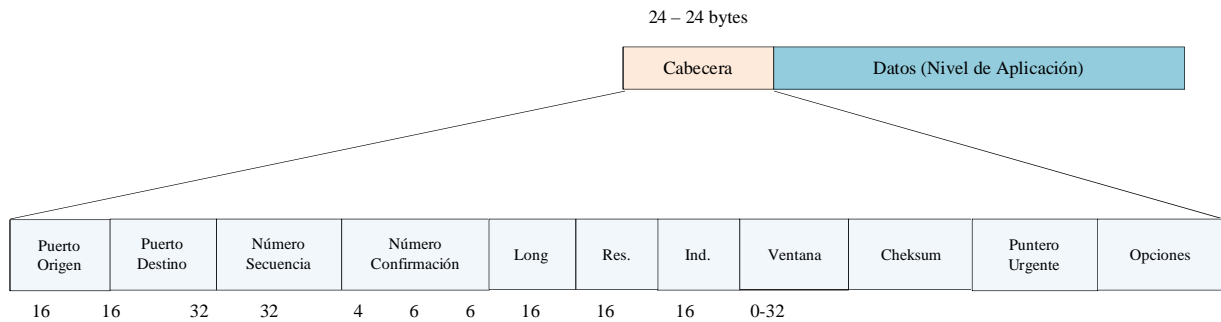 24 – 24 bytes
Cabecera
Datos (Nivel de Aplicación)
Puerto
Origen
Puerto
Destino
Número
Secuencia
Número
Confirmación
Long
Res.
Ind.
Ventana
Cheksum
Puntero
Urgente
Opciones
16 16 32 32 4 6 6 16 16 16 0-32